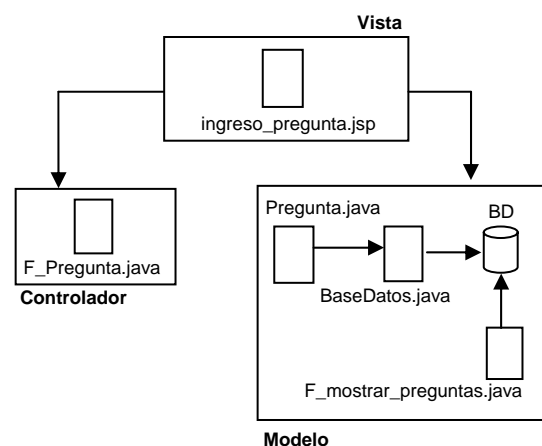 Vista
ingreso_pregunta.jsp
F_Pregunta.java
Controlador
Pregunta.java
BD
BaseDatos.java
F_mostrar_preguntas.java
Modelo